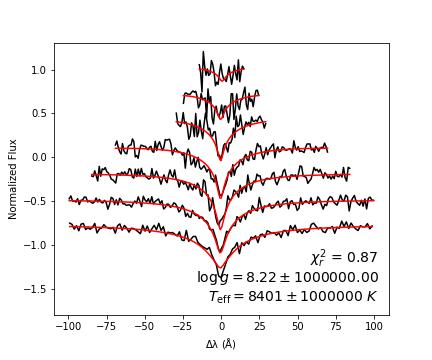 Normalized Flux
1.0
0.5
0.0
−0.5
−1.0
−1.5
χ²ᵣ = 0.87
log g = 8.22 ± 1000000.00
T_eff = 8401 ± 1000000 K
−100 −75 −50 −25 0 25 50 75 100
Δλ (Å)